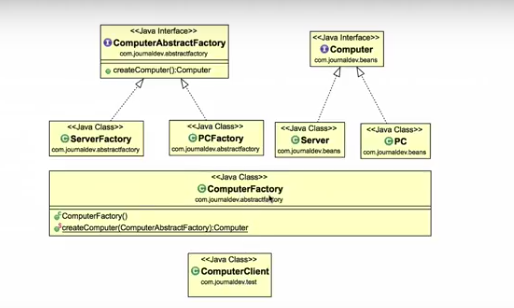 <<Java Interface>>
ComputerAbstractFactory
com.journaldev.abstractfactory
createComputer():Computer
<<Java Interface>>
Computer
com.journaldev.beans
<<Java Class>>
ServerFactory
com.journaldev.abstractfactory
<<Java Class>>
PCFactory
com.journaldev.abstractfactory
<<Java Class>>
Server
com.journaldev.beans
<<Java Class>>
PC
com.journaldev.beans
<<Java Class>>
ComputerFactory
com.journaldev.abstractfactory
ComputerFactory()
createComputer(ComputerAbstractFactory):Computer
<<Java Class>>
ComputerClient
com.journaldev.test